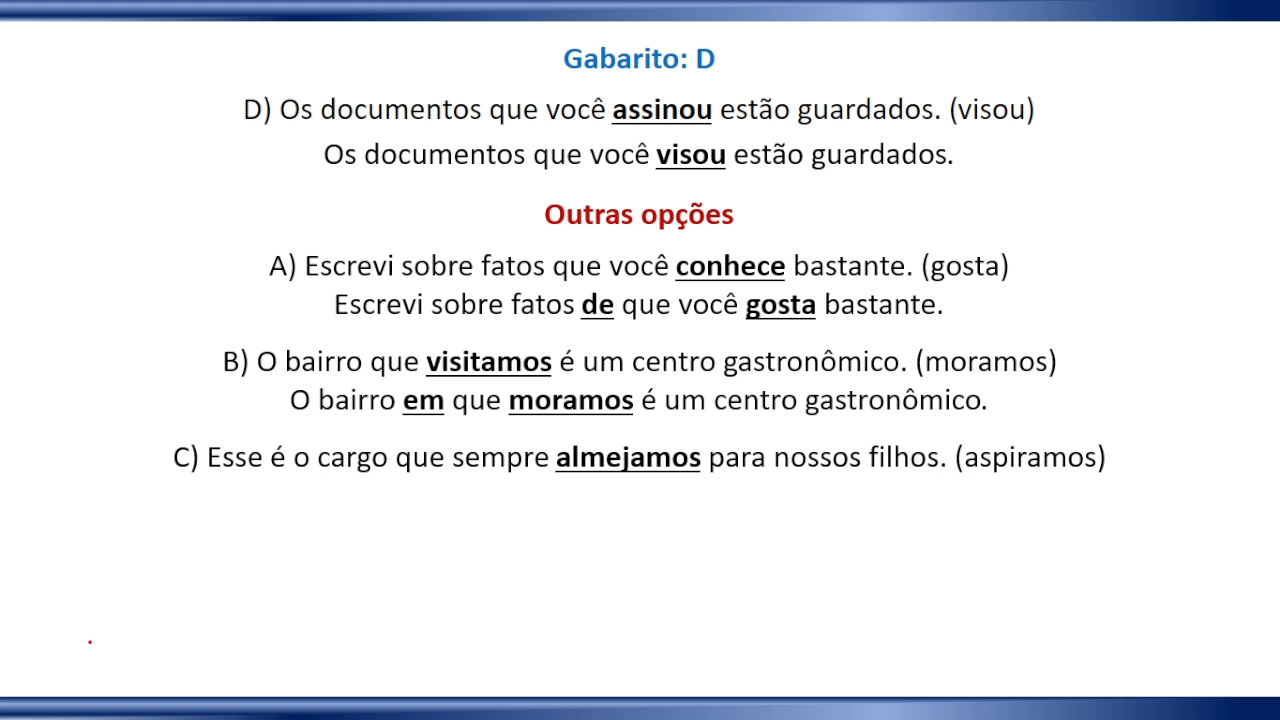 Gabarito: D
D) Os documentos que você assinou estão guardados. (visou)
Os documentos que você visou estão guardados.
Outras opções
A) Escrevi sobre fatos que você conhece bastante. (gosta)
Escrevi sobre fatos de que você gosta bastante.
B) O bairro que visitamos é um centro gastronômico. (moramos)
O bairro em que moramos é um centro gastronômico.
C) Esse é o cargo que sempre almejamos para nossos filhos. (aspiramos)